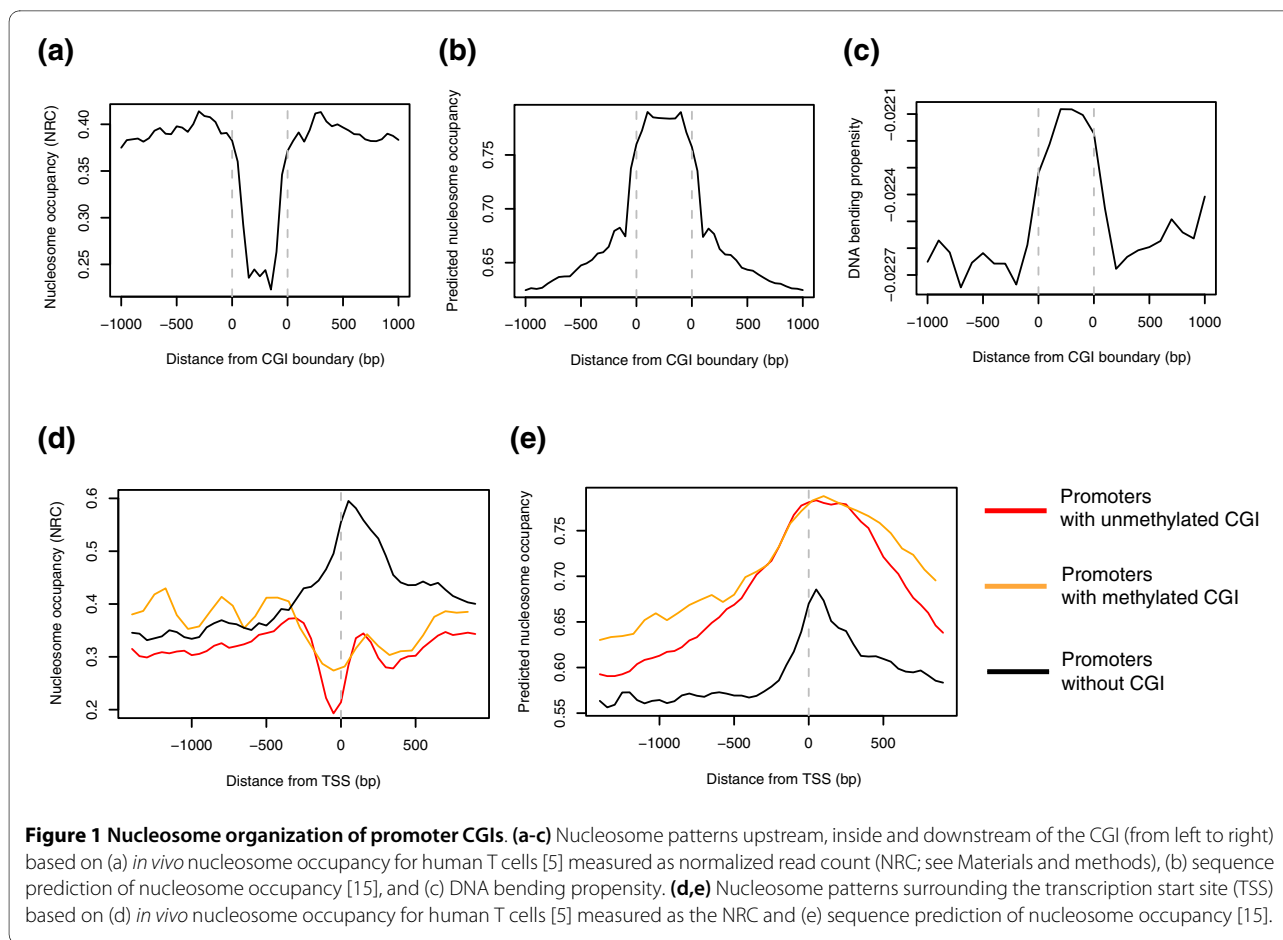 (a)
Nucleosome occupancy (NRC)
0.25
0.30
0.35
0.40
−1000
−500
0
0
500
1000
Distance from CGI boundary (bp)
(b)
Predicted nucleosome occupancy
0.65
0.70
0.75
−1000
−500
0
0
500
1000
Distance from CGI boundary (bp)
(c)
DNA bending propensity
−0.0227
−0.0224
−0.0221
−1000
−500
0
0
500
1000
Distance from CGI boundary (bp)
(d)
Nucleosome occupancy (NRC)
0.2
0.3
0.4
0.5
0.6
−1000
−500
0
500
Distance from TSS (bp)
(e)
Predicted nucleosome occupancy
0.55
0.60
0.65
0.70
0.75
−1000
−500
0
500
Distance from TSS (bp)
Promoters
with unmethylated CGI
Promoters
with methylated CGI
Promoters
without CGI
Figure 1 Nucleosome organization of promoter CGIs. (a-c) Nucleosome patterns upstream, inside and downstream of the CGI (from left to right)
based on (a) in vivo nucleosome occupancy for human T cells [5] measured as normalized read count (NRC; see Materials and methods), (b) sequence
prediction of nucleosome occupancy [15], and (c) DNA bending propensity. (d,e) Nucleosome patterns surrounding the transcription start site (TSS)
based on (d) in vivo nucleosome occupancy for human T cells [5] measured as the NRC and (e) sequence prediction of nucleosome occupancy [15].